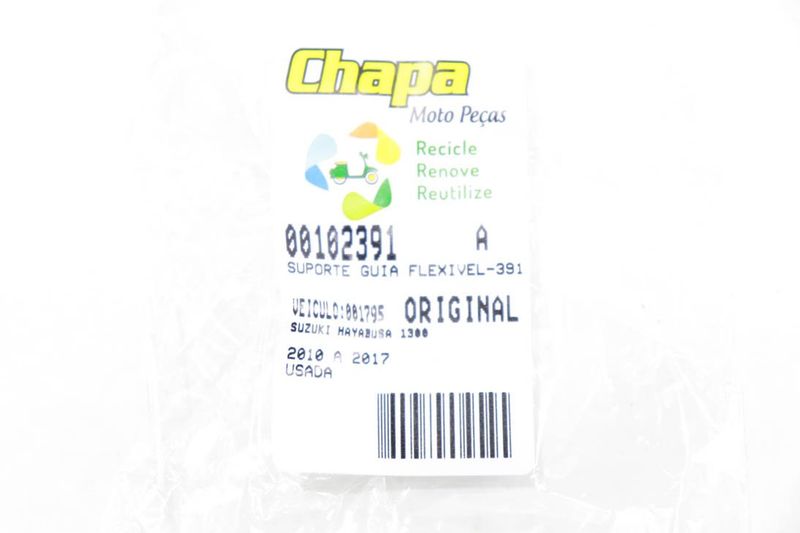 Chapa
Moto Peças
Recicle
Renove
Reutilize
00102391 A
SUPORTE GUIA FLEXIVEL-391
VEICULO:001795 ORIGINAL
SUZUKI HAYABUSA 1300
2010 A 2017
USADA